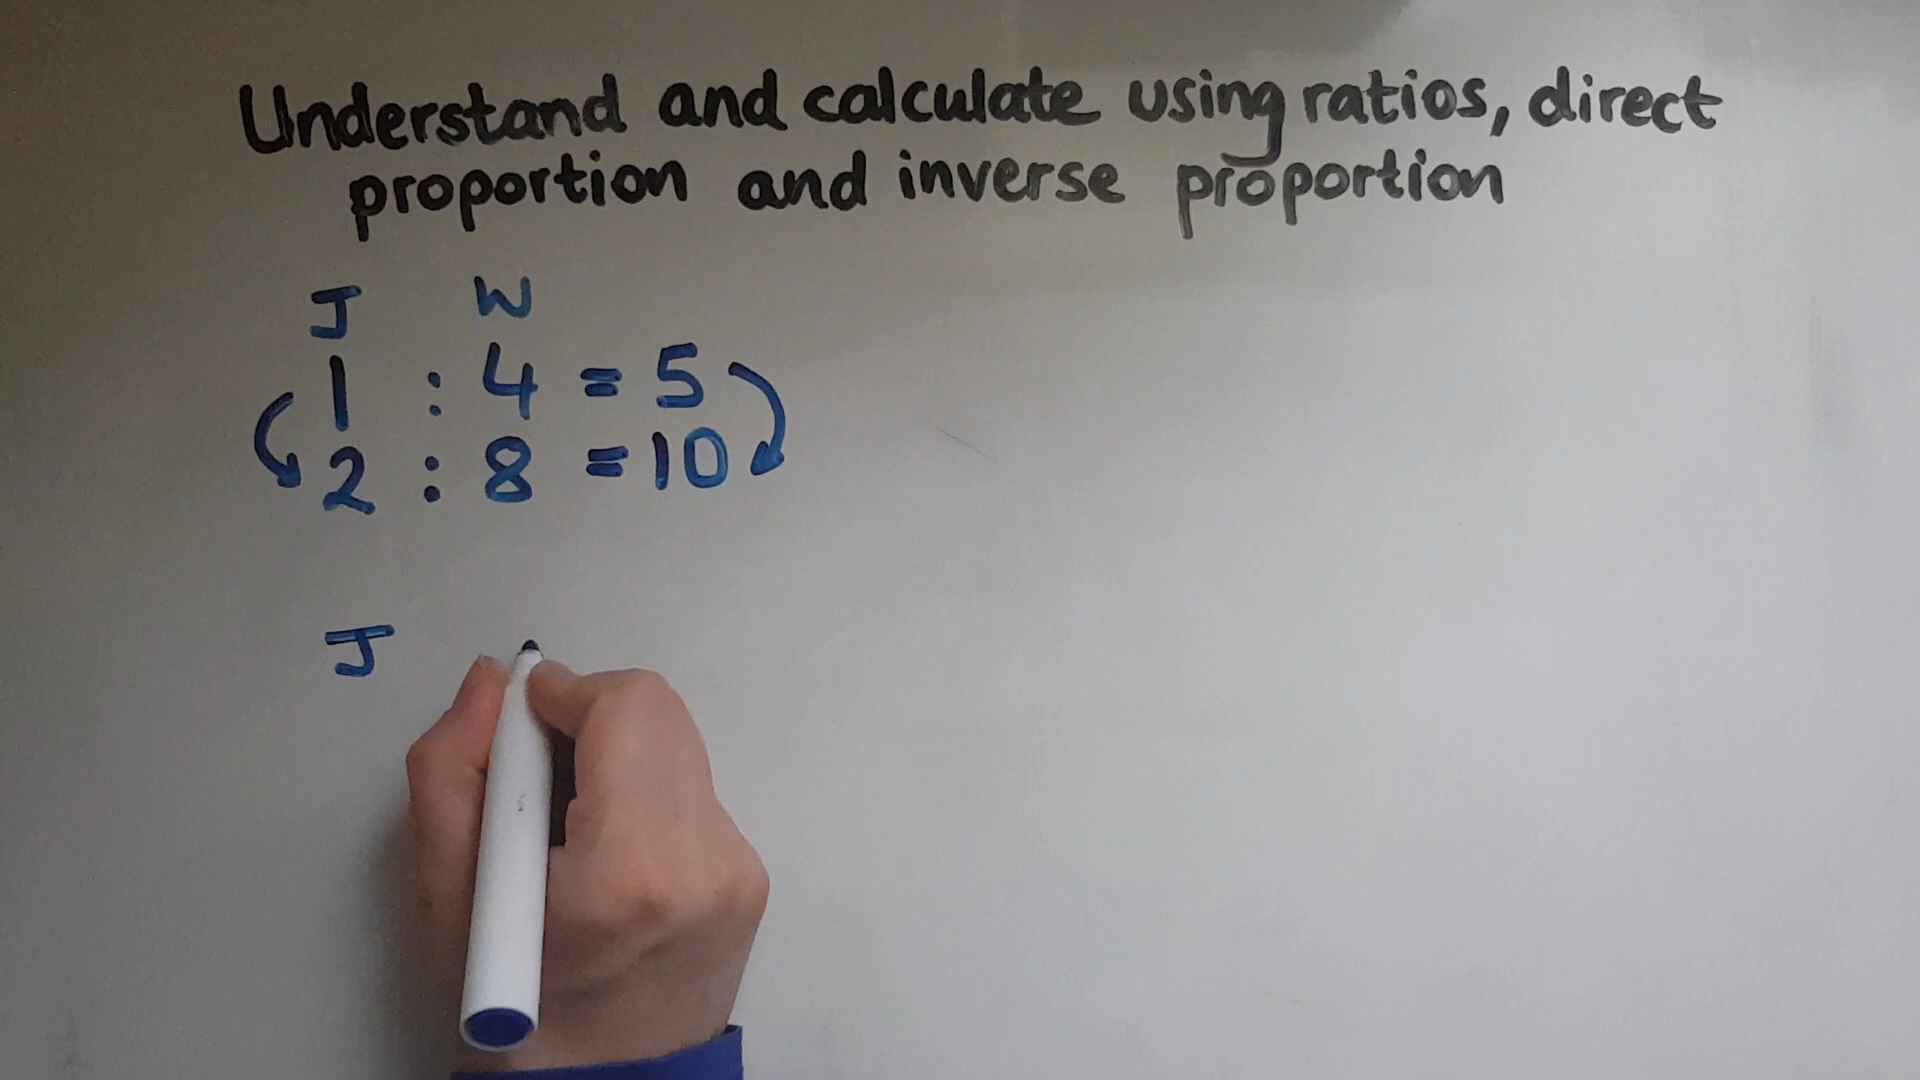 Understand and calculate using ratios, direct
proportion and inverse proportion
J W
1 : 4 = 5
2 : 8 = 10
J